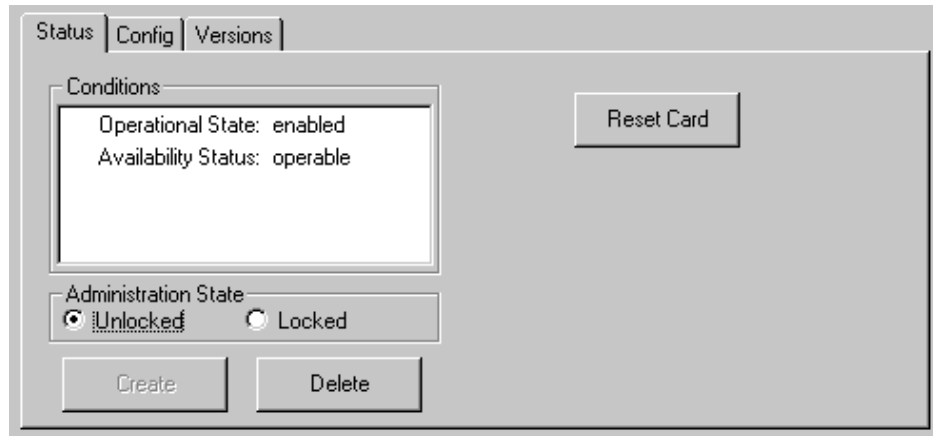 Status Config Versions
Conditions
Operational State: enabled
Availability Status: operable
Reset Card
Administration State
Unlocked Locked
Create Delete